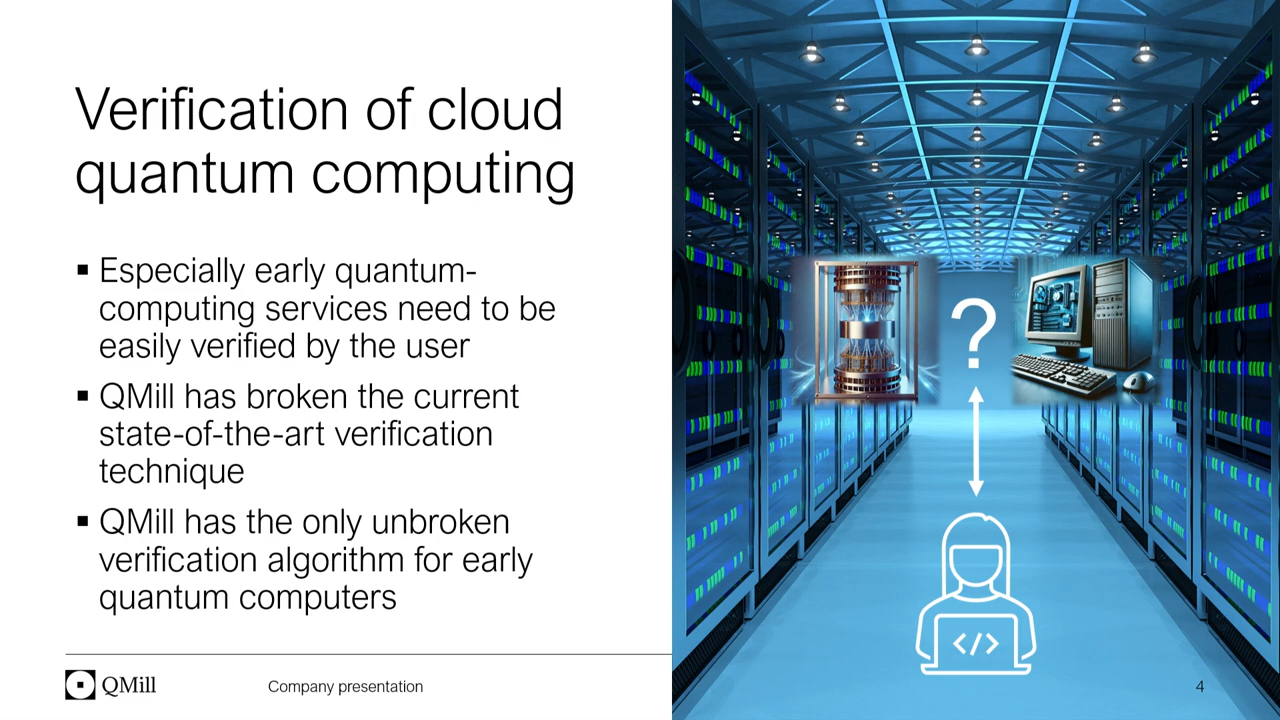 Verification of cloud
quantum computing
▪ Especially early quantum-
computing services need to be
easily verified by the user
▪ QMill has broken the current
state-of-the-art verification
technique
▪ QMill has the only unbroken
verification algorithm for early
quantum computers
?
</>
QMill
Company presentation
4